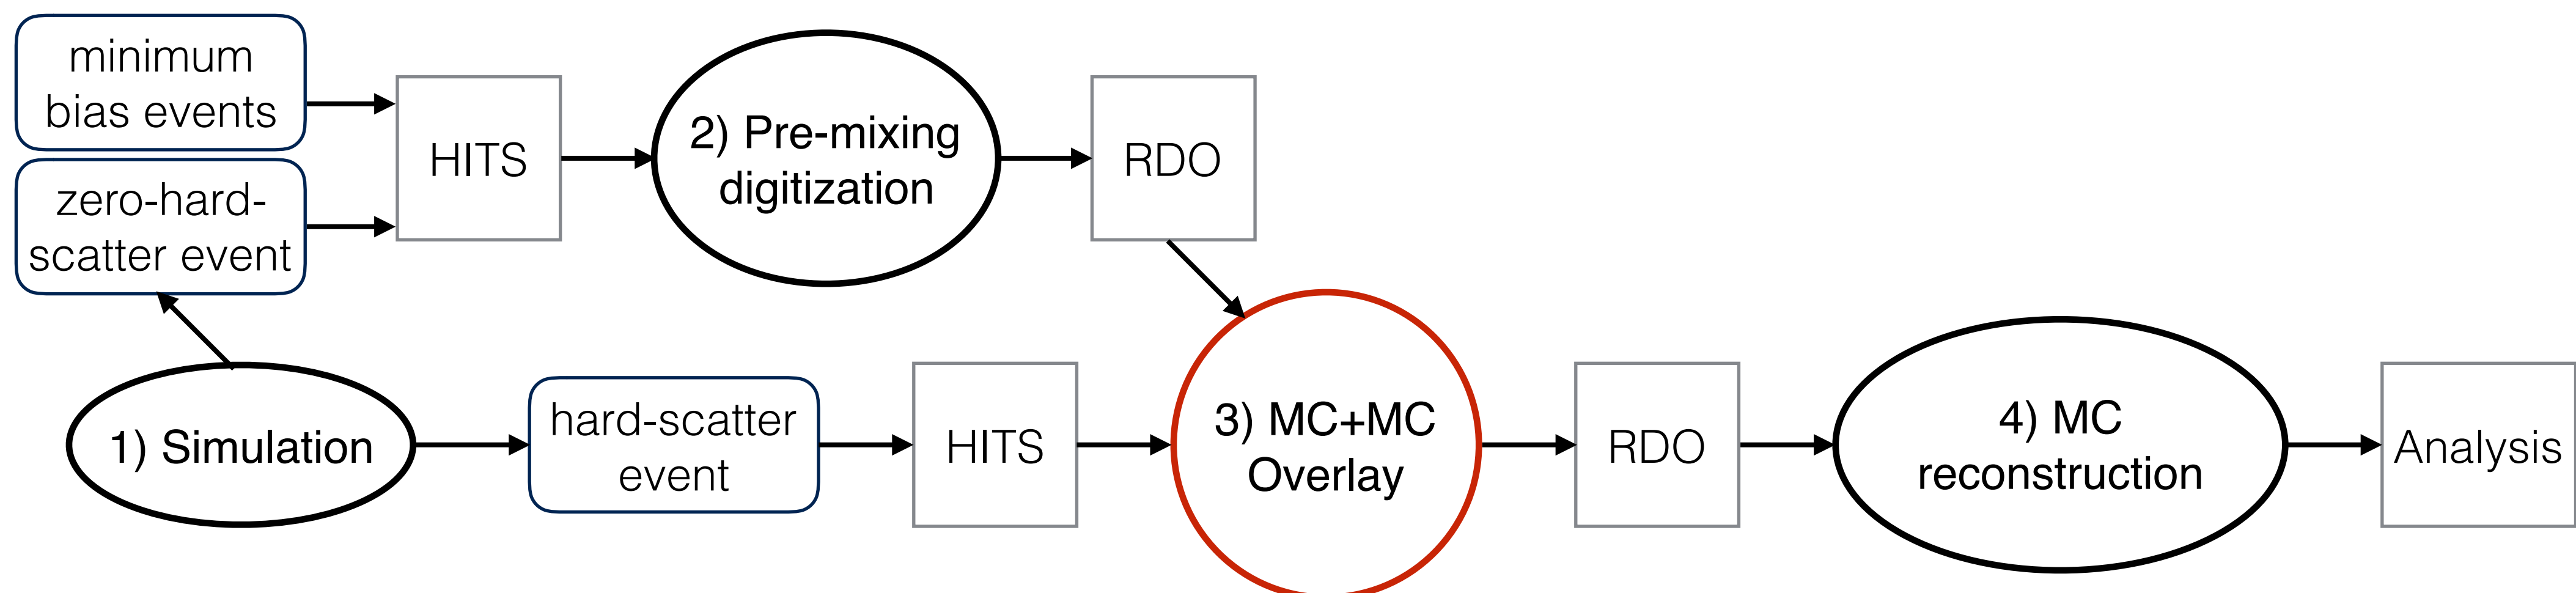 minimum
bias events
zero-hard-
scatter event
HITS
2) Pre-mixing
digitization
RDO
1) Simulation
hard-scatter
event
HITS
3) MC+MC
Overlay
RDO
4) MC
reconstruction
Analysis